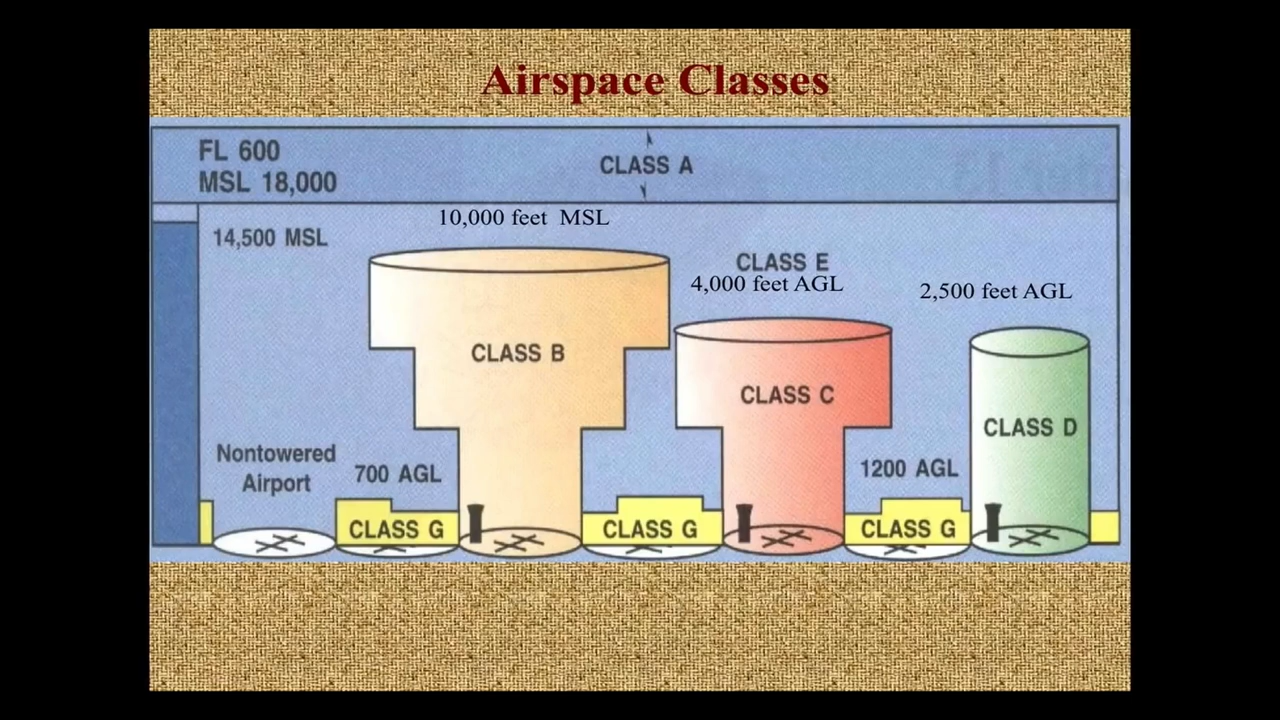 Airspace Classes
FL 600
MSL 18,000
CLASS A
10,000 feet MSL
14,500 MSL
CLASS E
4,000 feet AGL
2,500 feet AGL
CLASS B
CLASS C
CLASS D
Nontowered
Airport
700 AGL
1200 AGL
CLASS G
CLASS G
CLASS G